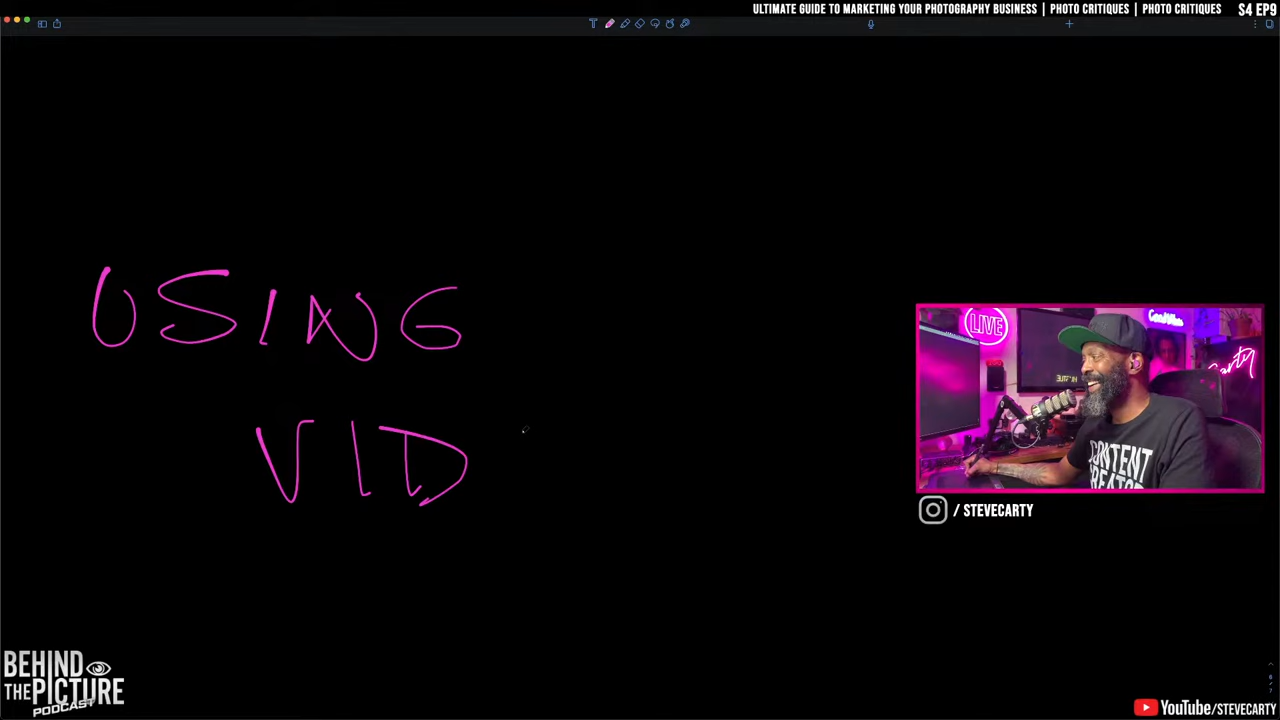 ULTIMATE GUIDE TO MARKETING YOUR PHOTOGRAPHY BUSINESS | PHOTO CRITIQUES | PHOTO CRITIQUES | S4 EP9
USING
VID
LIVE
Carty
CONTENT
CREATOR
/ STEVECARTY
BEHIND
THE PICTURE
PODCAST
YouTube/STEVECARTY